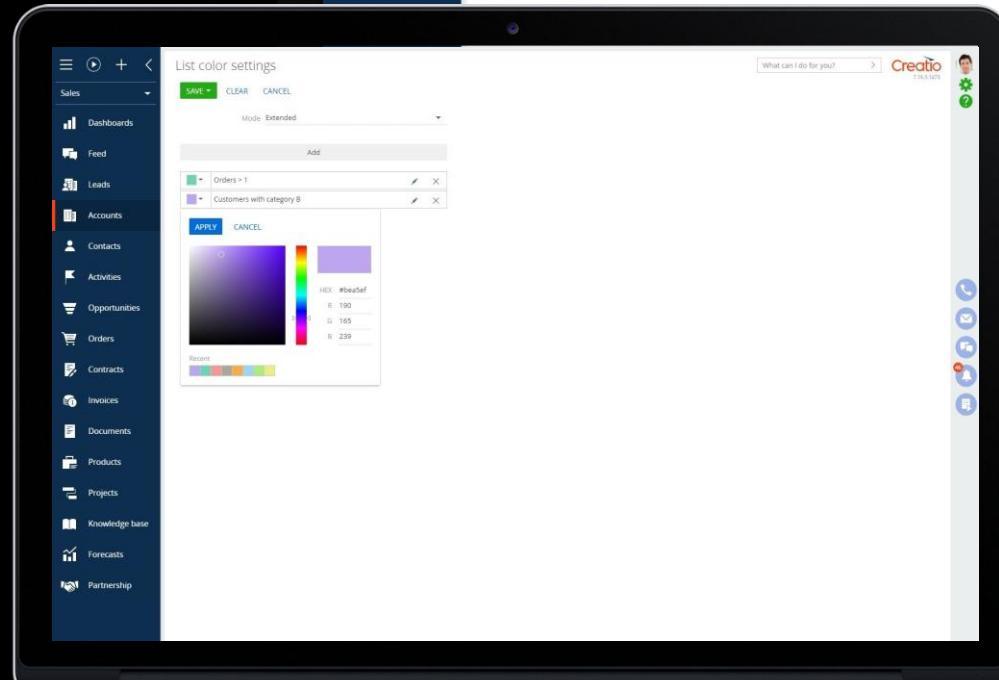 List color settings
What can I do for you?
Creatio
Sales
SAVE CLEAR CANCEL
Mode Extended
Dashboards
Add
Feed
Leads
Orders > 1
Customers with category B
Accounts
APPLY CANCEL
Contacts
Activities
HEX #bea5ef
Opportunities
R 190
G 165
Orders
B 239
Recent
Contracts
46
Invoices
Documents
Products
Projects
Knowledge base
Forecasts
Partnership